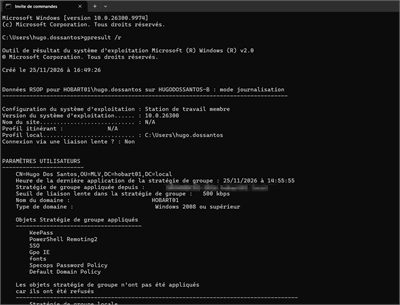 Invite de commandes
Microsoft Windows [version 10.0.26300.9974]
(c) Microsoft Corporation. Tous droits réservés.
C:\Users\hugo.dossantos>gpresult /r
Outil de résultat du système d'exploitation Microsoft (R) Windows (R) v2.0
© Microsoft Corporation. Tous droits réservés.
Créé le 25/11/2026 à 16:49:26
Données RSOP pour HOBART01\hugo.dossantos sur HUGODOSSANTOS-B : mode journalisation
Configuration du système d'exploitation : Station de travail membre
Version du système d'exploitation...... : 10.0.26300
Nom du site............................ : N/A
Profil itinérant : N/A
Profil local........................... : C:\Users\hugo.dossantos
Connexion via une liaison lente ? : Non
PARAMÈTRES UTILISATEURS
CN=Hugo Dos Santos,OU=MLV,DC=hobart01,DC=local
Heure de la dernière application de la stratégie de groupe : 25/11/2026 à 14:55:55
Stratégie de groupe appliquée depuis :
Seuil de liaison lente dans la stratégie de groupe : 500 kbps
Nom du domaine : HOBART01
Type de domaine : Windows 2008 ou supérieur
Objets Stratégie de groupe appliqués
KeePass
PowerShell Remoting2
SSO
Gpo IE
fonts
Specops Password Policy
Default Domain Policy
Les objets stratégie de groupe n'ont pas été appliqués
car ils ont été refusés
Stratégie de groupe locale